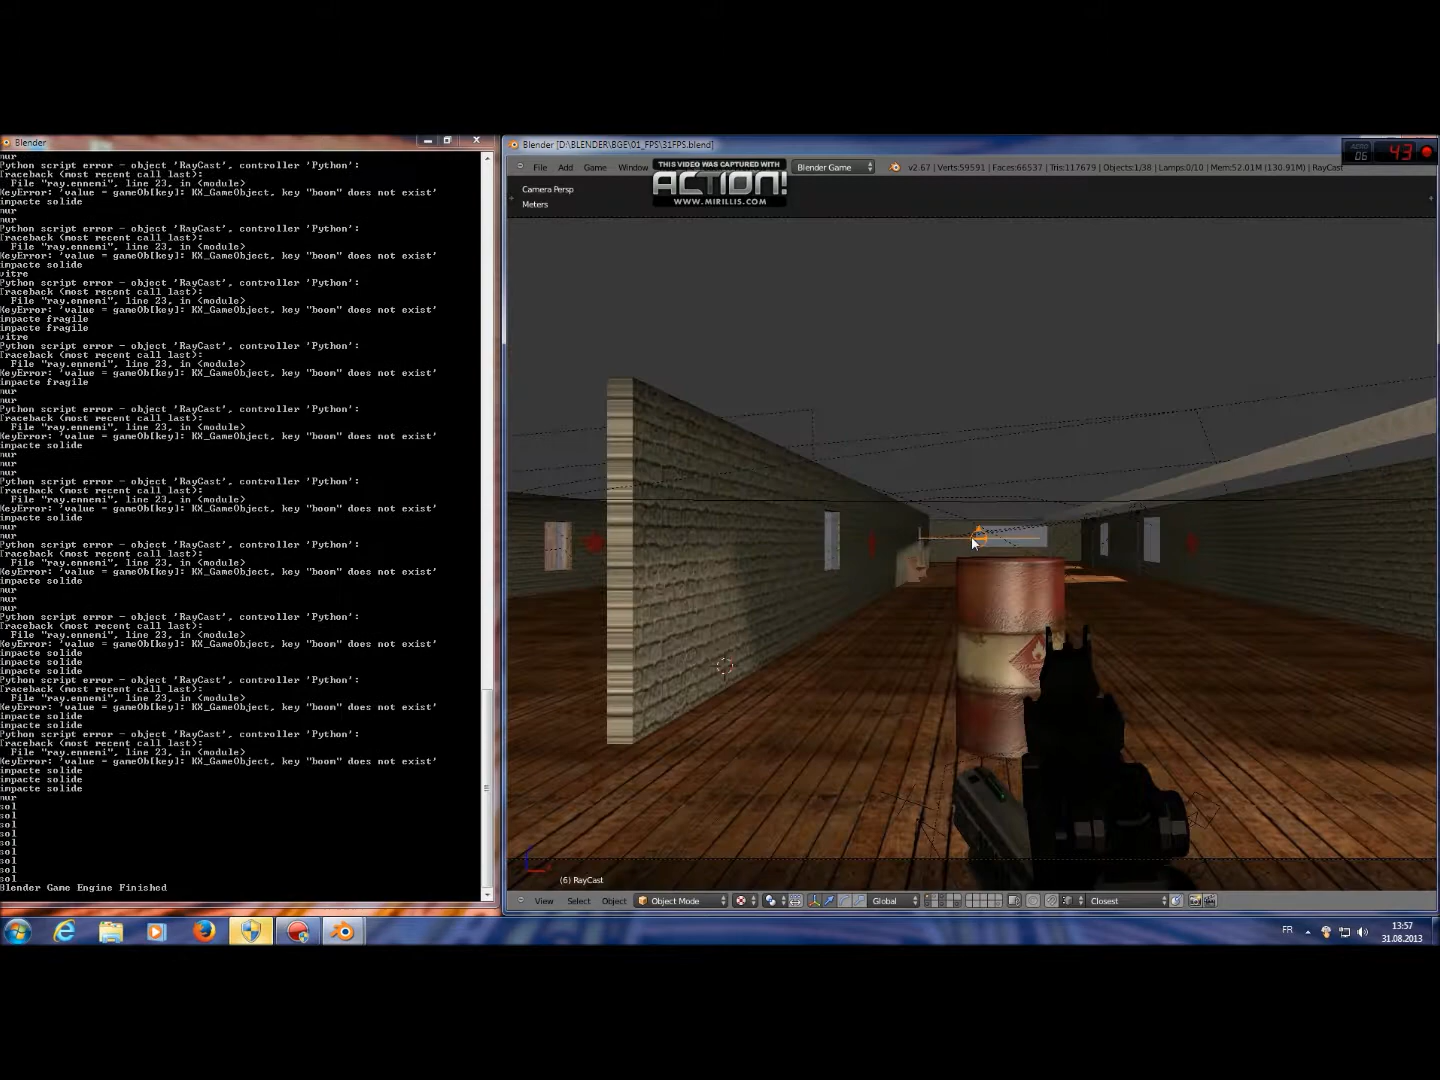 Blender
mur
Python script error - object 'RayCast', controller 'Python':
Traceback (most recent call last):
File "ray.ennemi", line 23, in <module>
KeyError: 'value = gameOb[key]: KX_GameObject, key "boom" does not exist'
impacte solide
mur
mur
Python script error - object 'RayCast', controller 'Python':
Traceback (most recent call last):
File "ray.ennemi", line 23, in <module>
KeyError: 'value = gameOb[key]: KX_GameObject, key "boom" does not exist'
impacte solide
vitre
Python script error - object 'RayCast', controller 'Python':
Traceback (most recent call last):
File "ray.ennemi", line 23, in <module>
KeyError: 'value = gameOb[key]: KX_GameObject, key "boom" does not exist'
impacte fragile
impacte fragile
vitre
Python script error - object 'RayCast', controller 'Python':
Traceback (most recent call last):
File "ray.ennemi", line 23, in <module>
KeyError: 'value = gameOb[key]: KX_GameObject, key "boom" does not exist'
impacte fragile
mur
mur
Python script error - object 'RayCast', controller 'Python':
Traceback (most recent call last):
File "ray.ennemi", line 23, in <module>
KeyError: 'value = gameOb[key]: KX_GameObject, key "boom" does not exist'
impacte solide
mur
mur
mur
Python script error - object 'RayCast', controller 'Python':
Traceback (most recent call last):
File "ray.ennemi", line 23, in <module>
KeyError: 'value = gameOb[key]: KX_GameObject, key "boom" does not exist'
impacte solide
mur
mur
Python script error - object 'RayCast', controller 'Python':
Traceback (most recent call last):
File "ray.ennemi", line 23, in <module>
KeyError: 'value = gameOb[key]: KX_GameObject, key "boom" does not exist'
impacte solide
mur
mur
mur
Python script error - object 'RayCast', controller 'Python':
Traceback (most recent call last):
File "ray.ennemi", line 23, in <module>
KeyError: 'value = gameOb[key]: KX_GameObject, key "boom" does not exist'
impacte solide
impacte solide
impacte solide
Python script error - object 'RayCast', controller 'Python':
Traceback (most recent call last):
File "ray.ennemi", line 23, in <module>
KeyError: 'value = gameOb[key]: KX_GameObject, key "boom" does not exist'
impacte solide
impacte solide
Python script error - object 'RayCast', controller 'Python':
Traceback (most recent call last):
File "ray.ennemi", line 23, in <module>
KeyError: 'value = gameOb[key]: KX_GameObject, key "boom" does not exist'
impacte solide
impacte solide
impacte solide
mur
sol
sol
sol
sol
sol
sol
sol
sol
sol
Blender Game Engine Finished
Blender [D:\BLENDER\BGE\01_FPS\31FPS.blend]
AERO 06 43
File Add Game Window Blender Game v2.67 | Verts:59591 | Faces:66537 | Tris:117679 | Objects:1/38 | Lamps:0/10 | Mem:52.01M (130.91M) | RayCast
THIS VIDEO WAS CAPTURED WITH
ACTION!
WWW.MIRILLIS.COM
Camera Persp
Meters
(6) RayCast
View Select Object Object Mode Global Closest
FR
13:57
31.08.2013